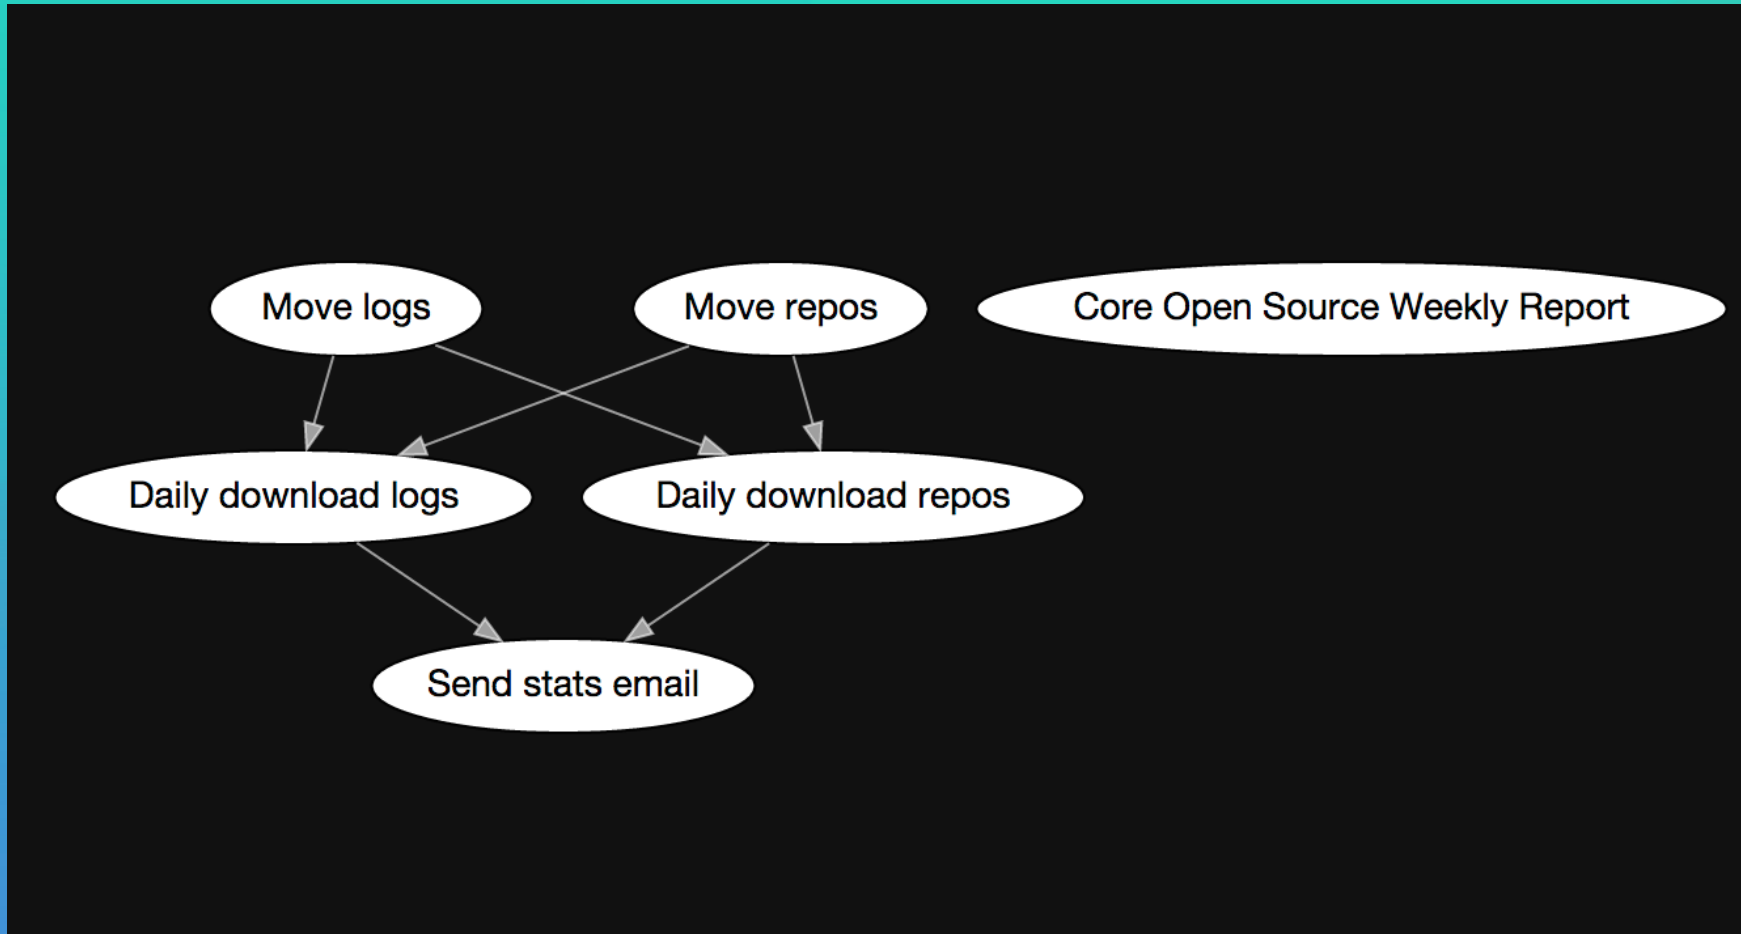 Move logs
Move repos
Core Open Source Weekly Report
Daily download logs
Daily download repos
Send stats email